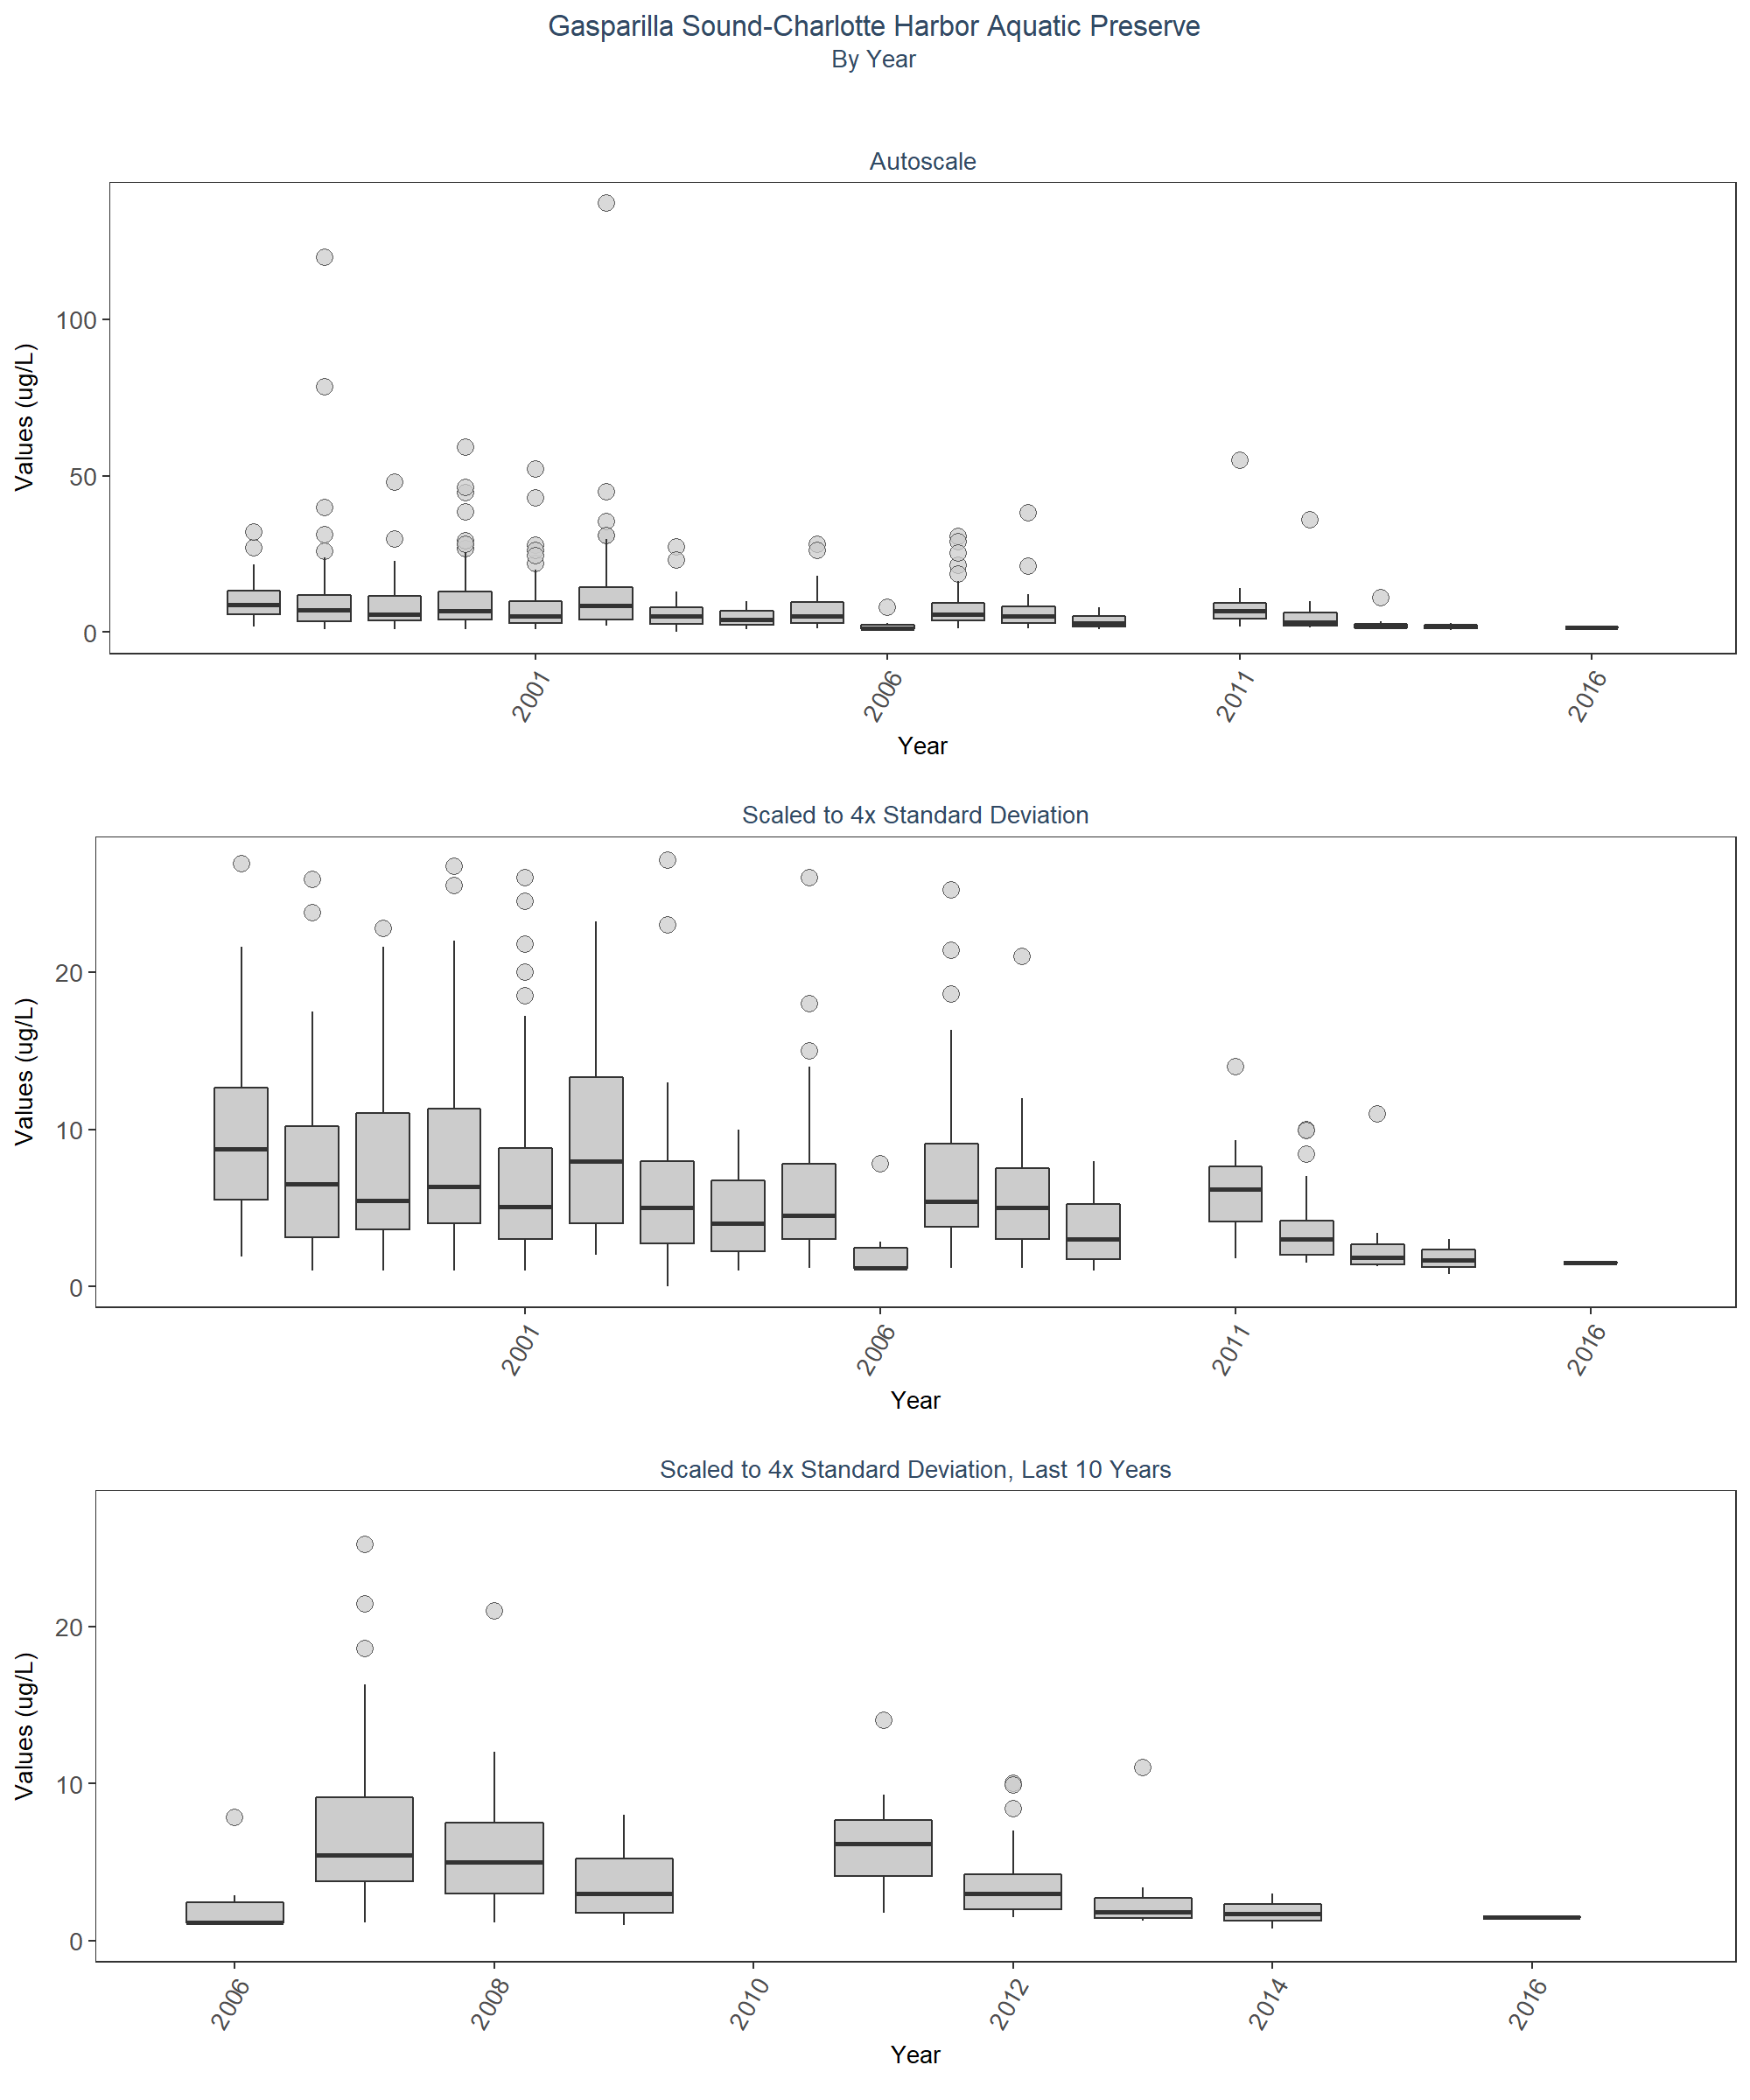 Gasparilla Sound-Charlotte Harbor Aquatic Preserve
By Year
Autoscale
Values (ug/L)
100
50
0
2001
2006
2011
2016
Year
Scaled to 4x Standard Deviation
Values (ug/L)
20
10
0
2001
2006
2011
2016
Year
Scaled to 4x Standard Deviation, Last 10 Years
Values (ug/L)
20
10
0
2006
2008
2010
2012
2014
2016
Year